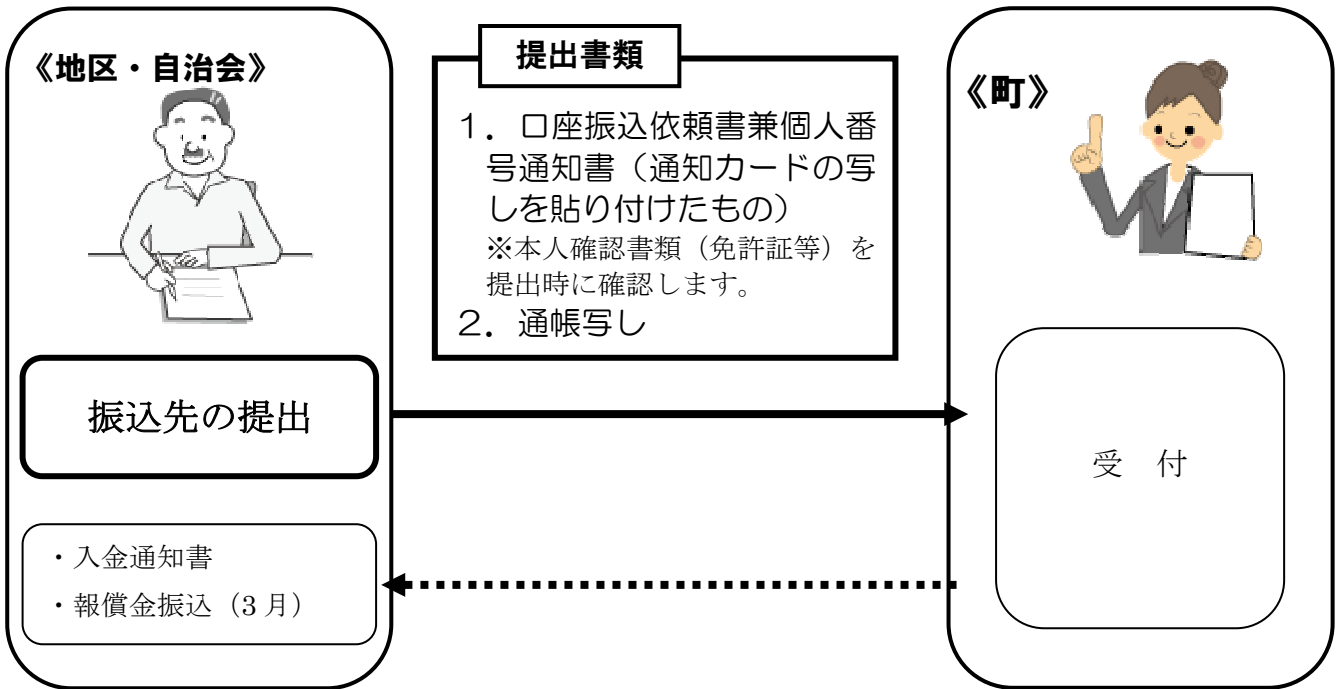 《地区・自治会》
提出書類
1．口座振込依頼書兼個人番
号通知書（通知カードの写
しを貼り付けたもの）
※本人確認書類（免許証等）を
提出時に確認します。
2．通帳写し
《町》
振込先の提出
受　付
・入金通知書
・報償金振込（3 月）